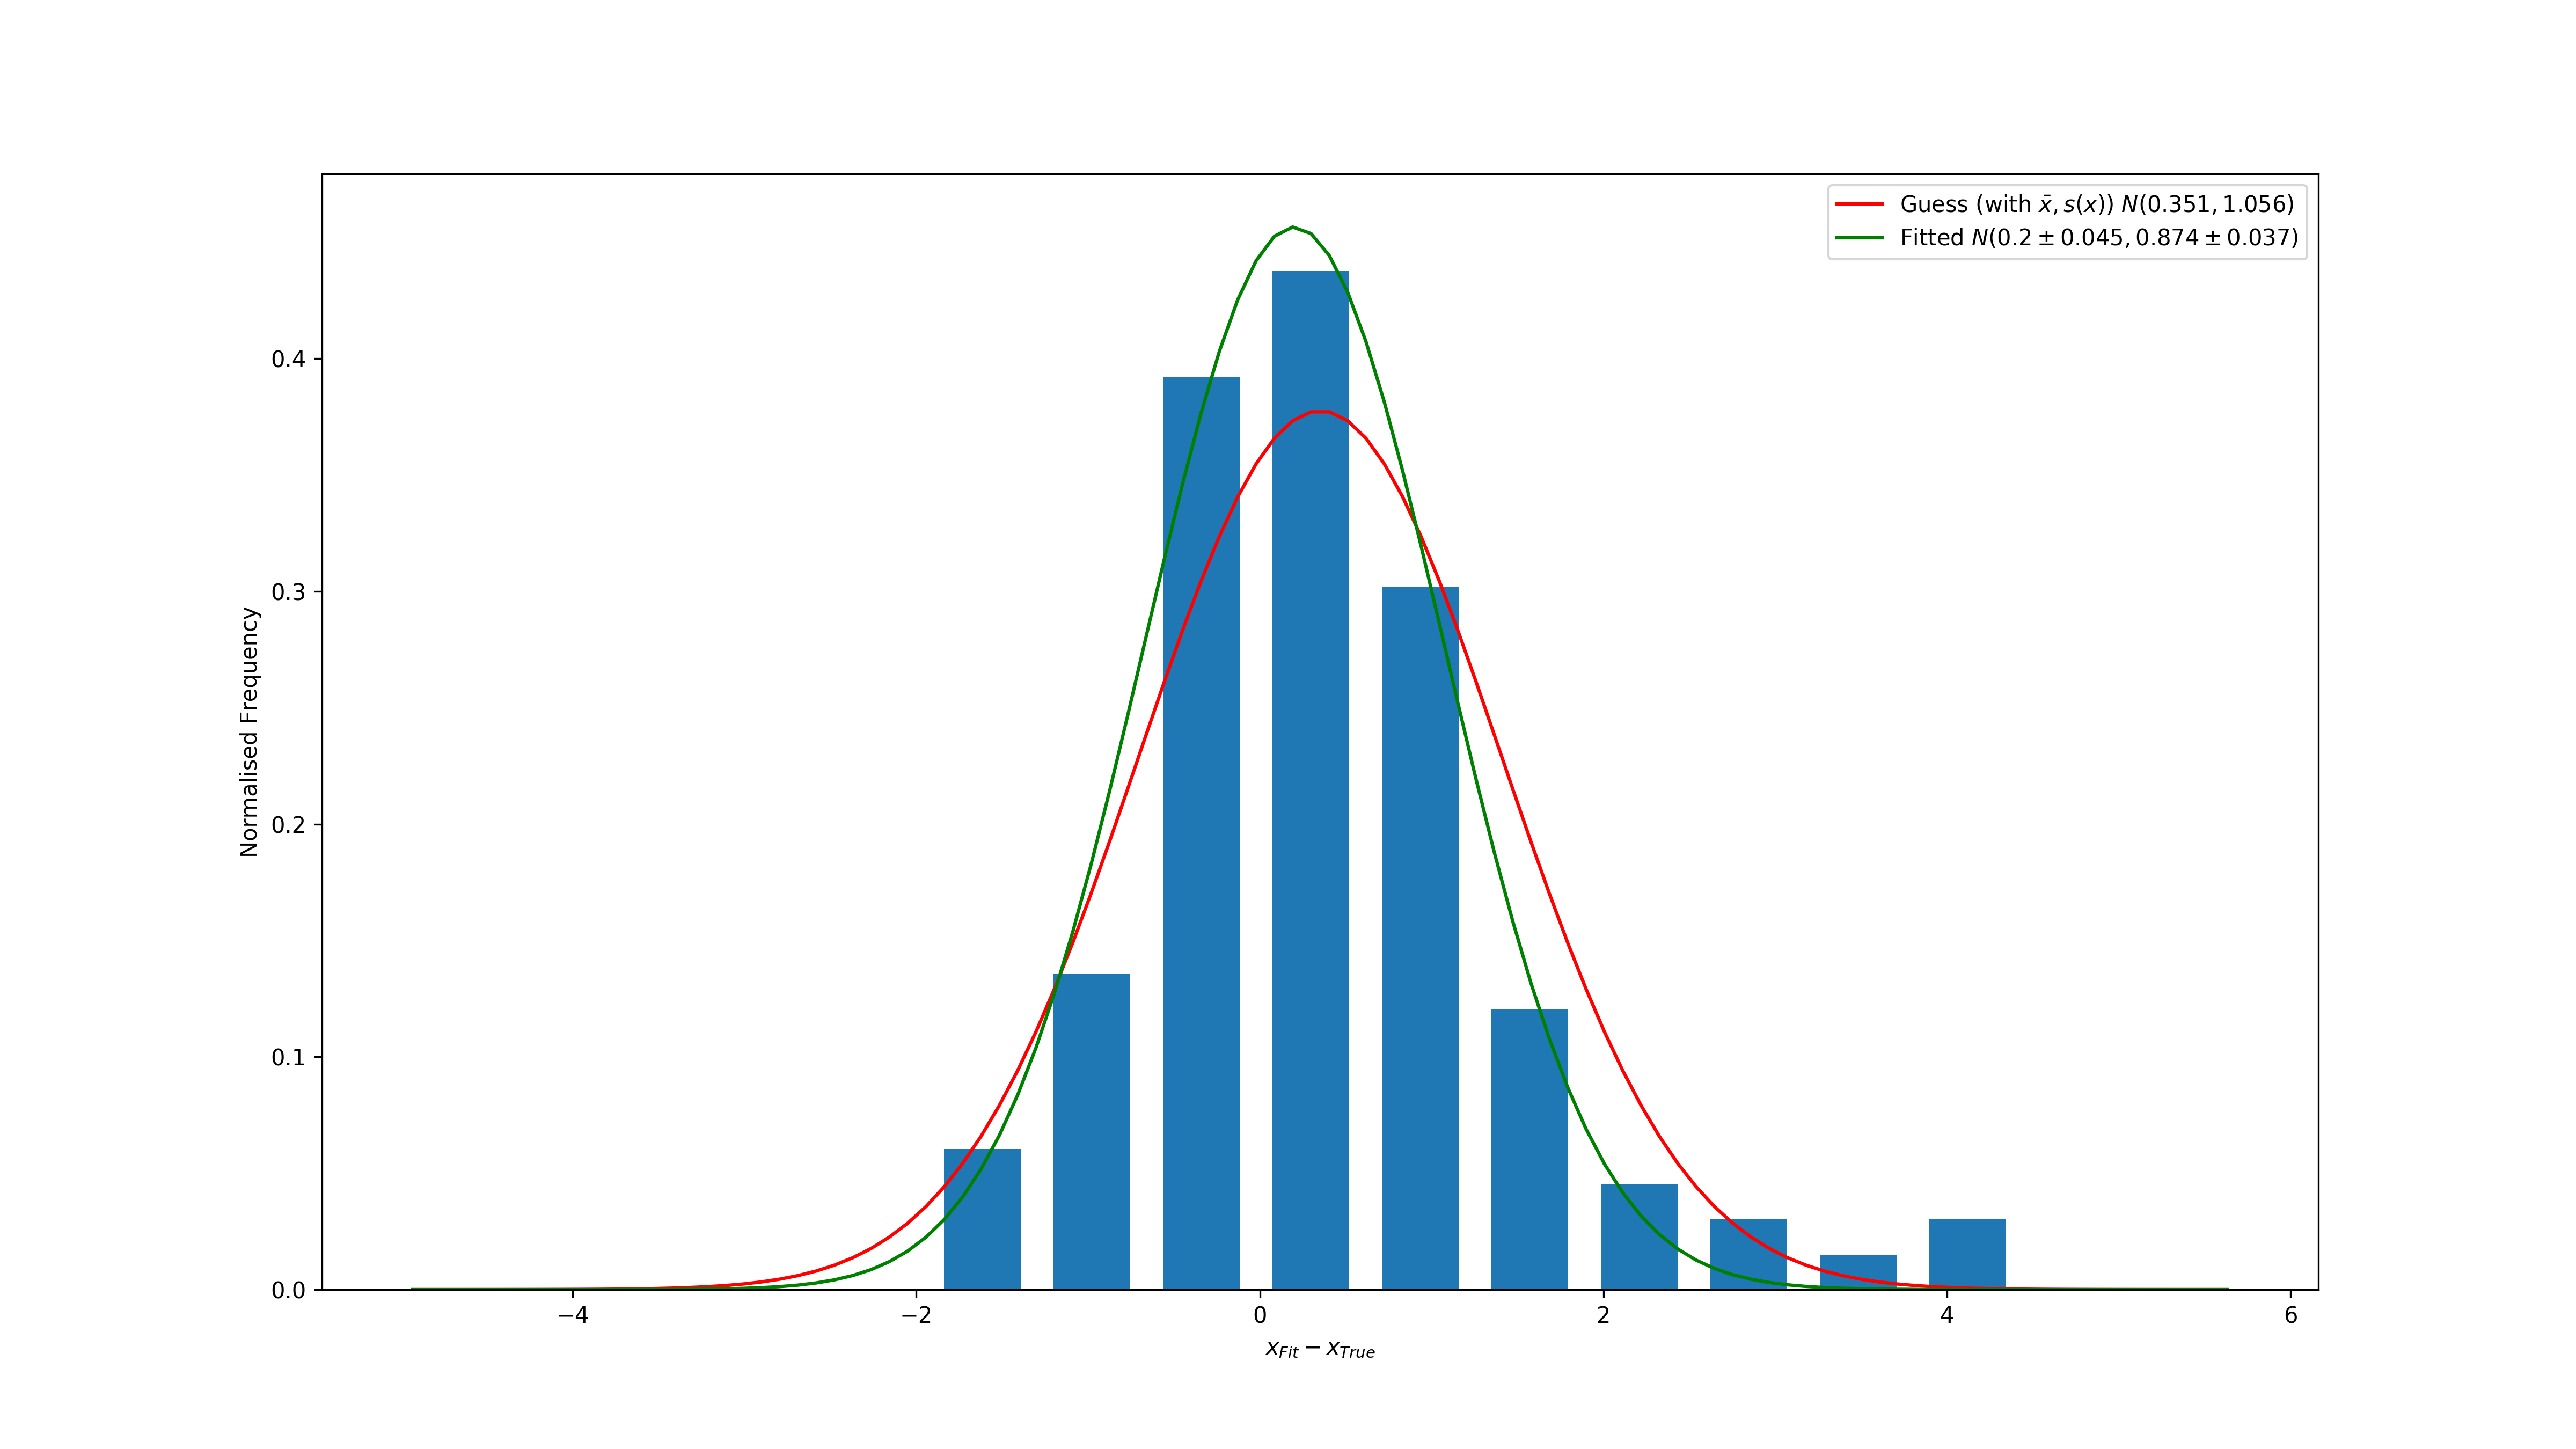 Guess (with x̄, s(x)) N(0.351, 1.056)
Fitted N(0.2 ± 0.045, 0.874 ± 0.037)
Normalised Frequency
0.4
0.3
0.2
0.1
0.0
−4 −2 0 2 4 6
x_Fit − x_True